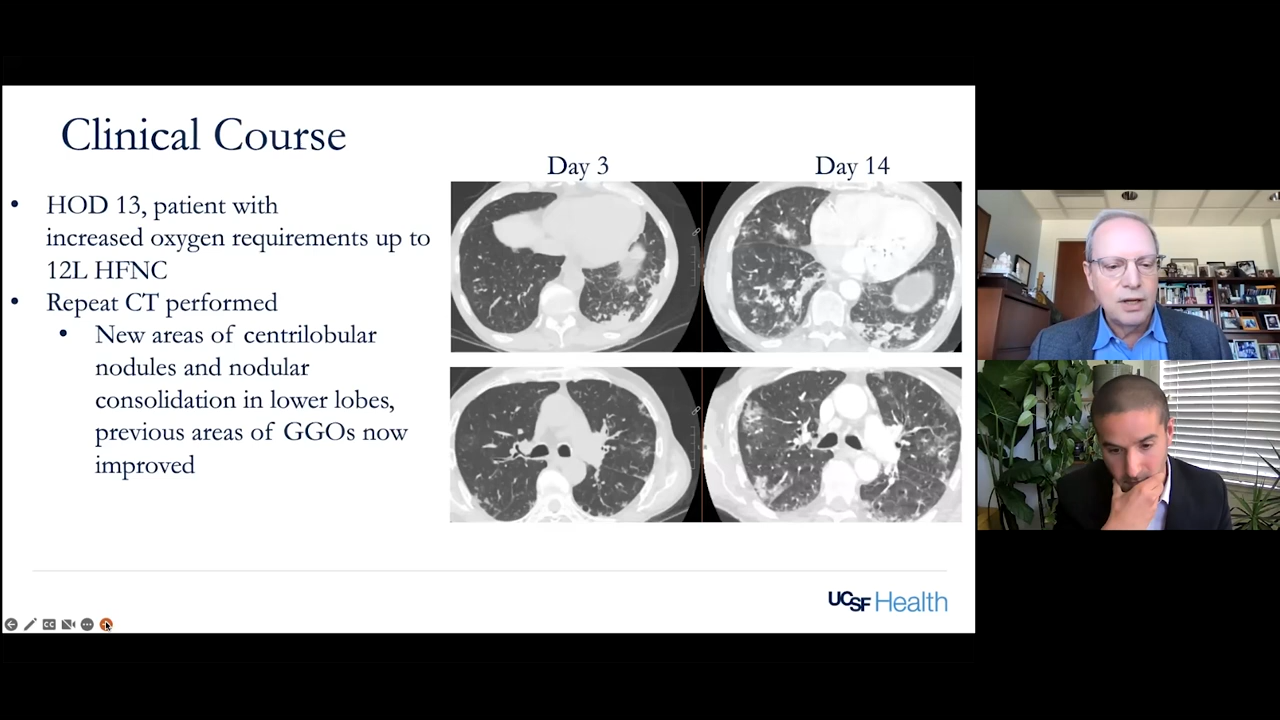 Clinical Course
Day 3
Day 14
• HOD 13, patient with
increased oxygen requirements up to
12L HFNC
• Repeat CT performed
• New areas of centrilobular
nodules and nodular
consolidation in lower lobes,
previous areas of GGOs now
improved
UCSF Health
CC